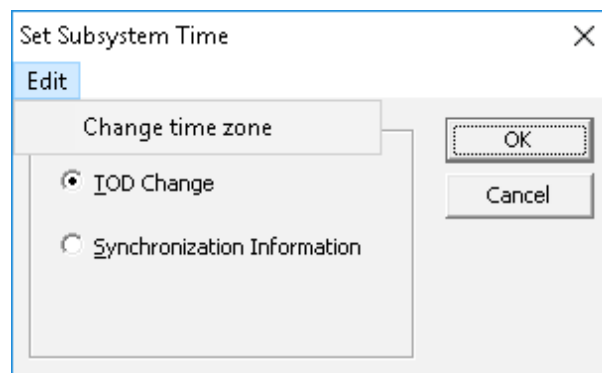 Set Subsystem Time
Edit
Change time zone
OK
TOD Change
Cancel
Synchronization Information